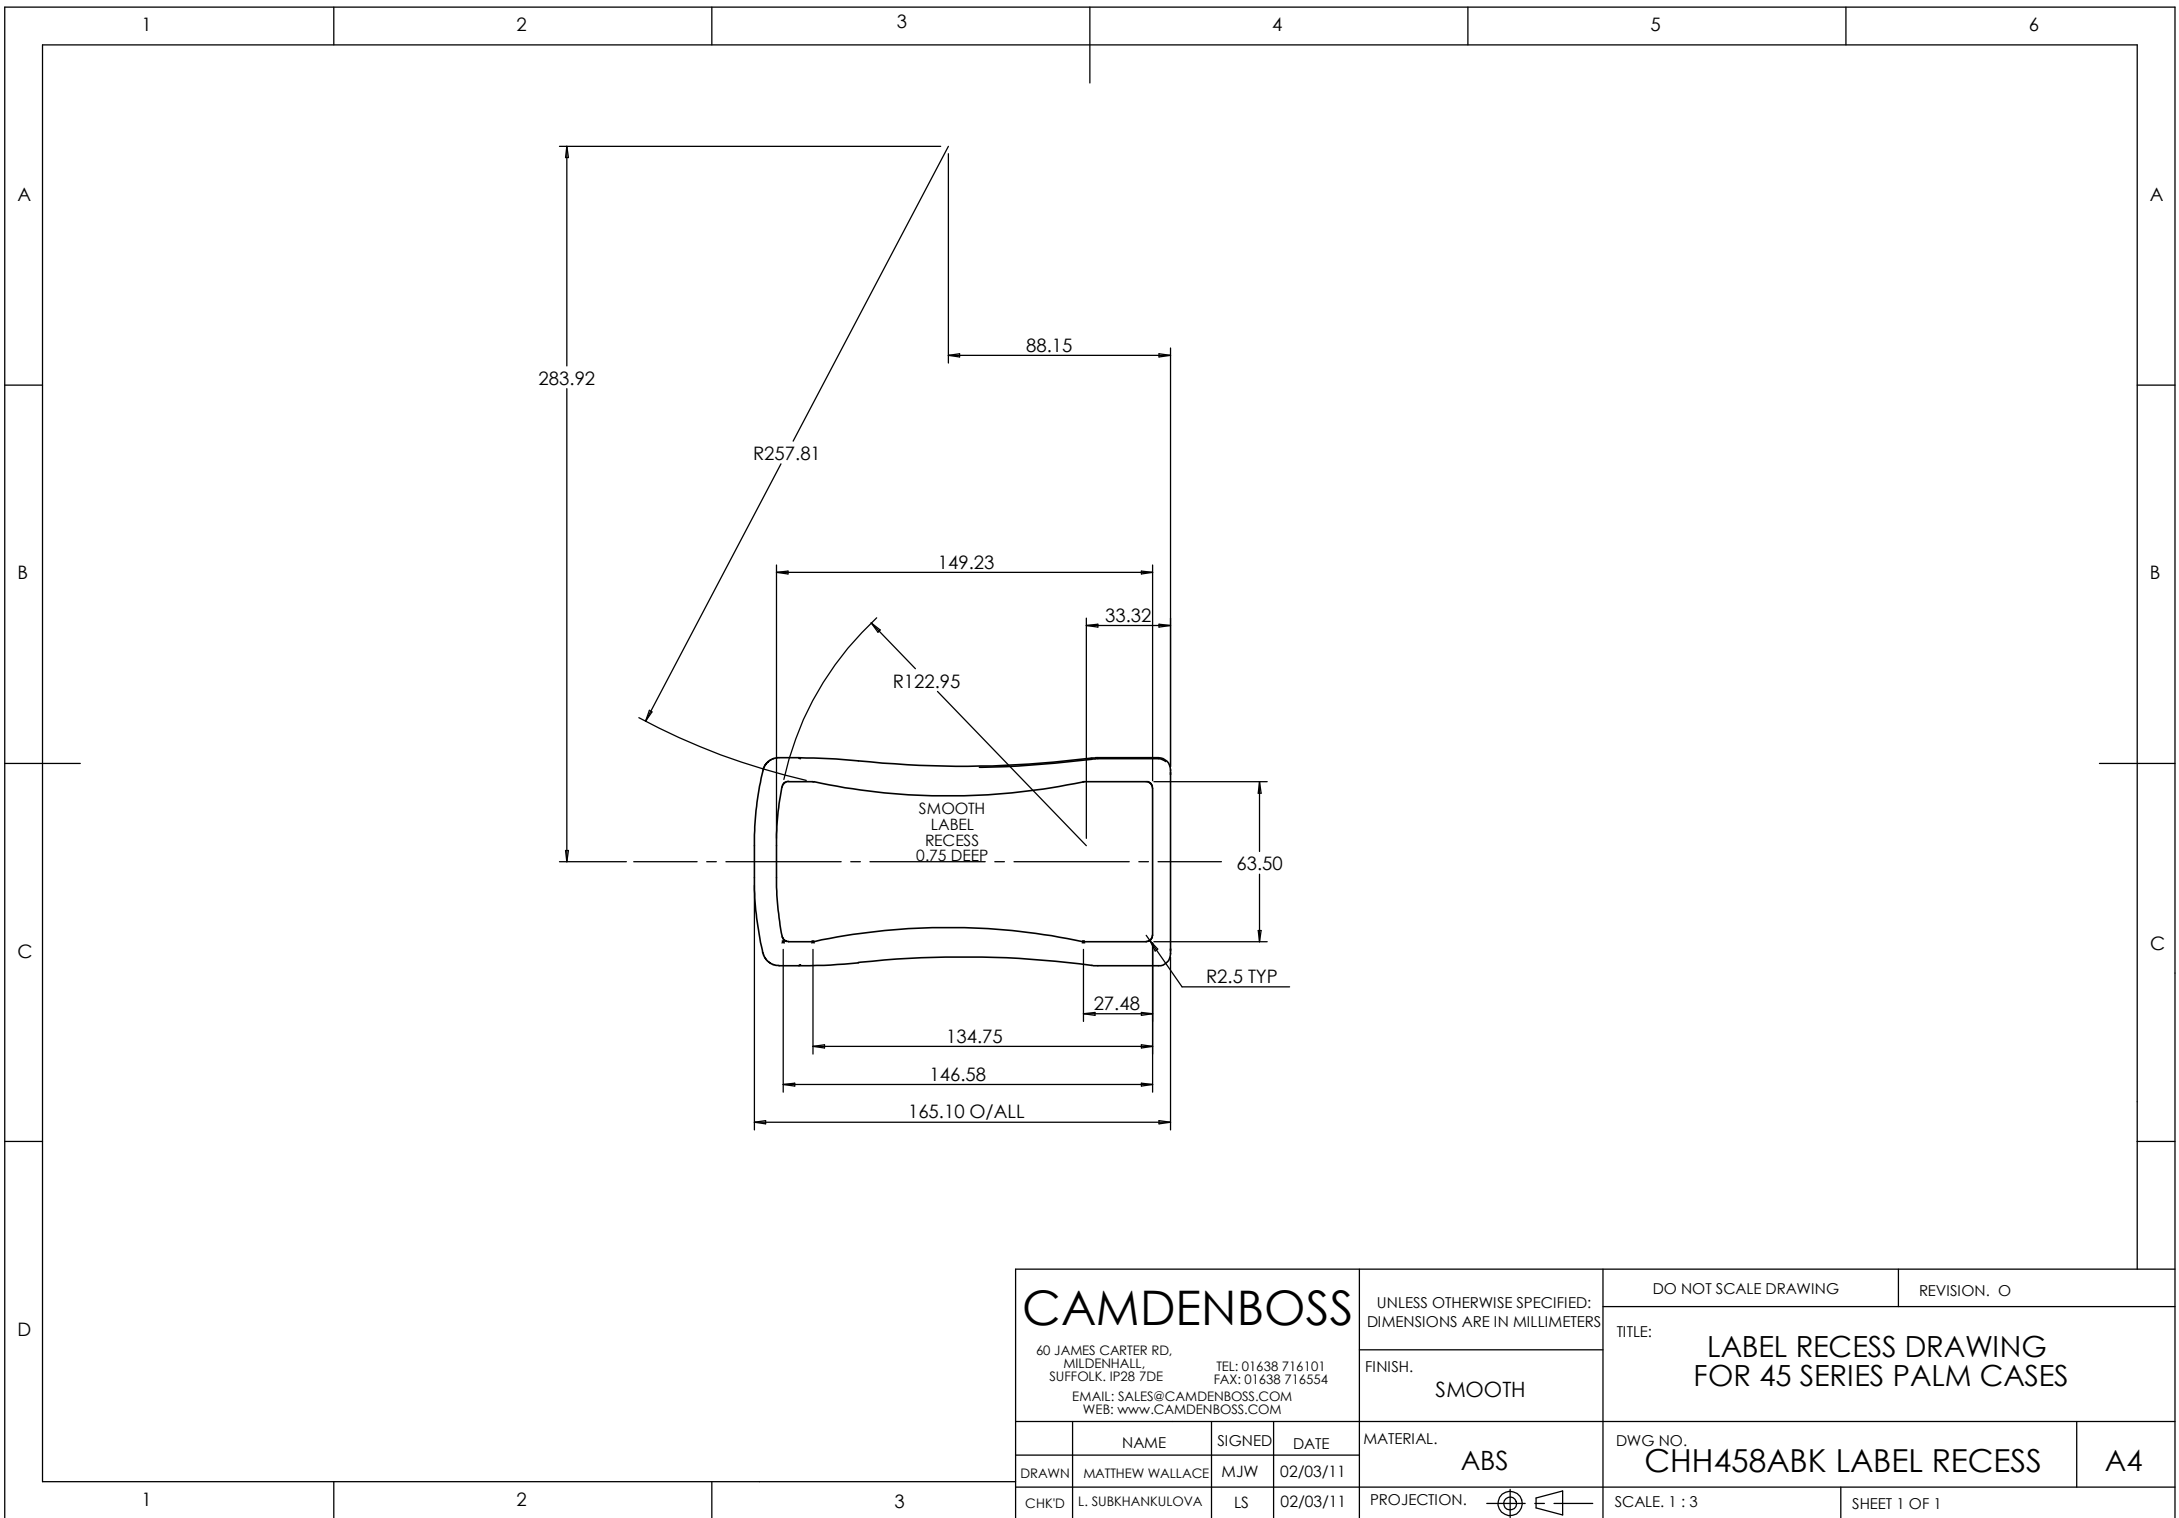 1 2 3 4 5 6
A A
283.92
88.15
R257.81
B B
149.23
33.32
R122.95
SMOOTH
LABEL
RECESS
0.75 DEEP
63.50
C C
R2.5 TYP
27.48
134.75
146.58
165.10 O/ALL
D
CAMDENBOSS
60 JAMES CARTER RD,
MILDENHALL,
SUFFOLK. IP28 7DE
TEL: 01638 716101
FAX: 01638 716554
EMAIL: SALES@CAMDENBOSS.COM
WEB: www.CAMDENBOSS.COM
UNLESS OTHERWISE SPECIFIED:
DIMENSIONS ARE IN MILLIMETERS
FINISH.
SMOOTH
DO NOT SCALE DRAWING
REVISION. O
TITLE:
LABEL RECESS DRAWING
FOR 45 SERIES PALM CASES
NAME SIGNED DATE
DRAWN MATTHEW WALLACE MJW 02/03/11
CHK'D L. SUBKHANKULOVA LS 02/03/11
MATERIAL.
ABS
PROJECTION.
DWG NO.
CHH458ABK LABEL RECESS
A4
SCALE. 1 : 3
SHEET 1 OF 1
1 2 3